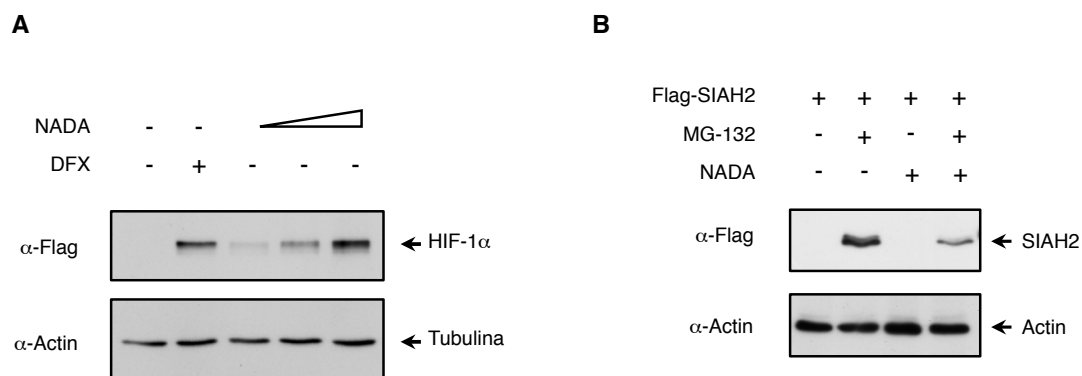 A
NADA - -
DFX - + - - -
α-Flag HIF-1α
α-Actin Tubulina
B
Flag-SIAH2 + + + +
MG-132 - + - +
NADA - - + +
α-Flag SIAH2
α-Actin Actin